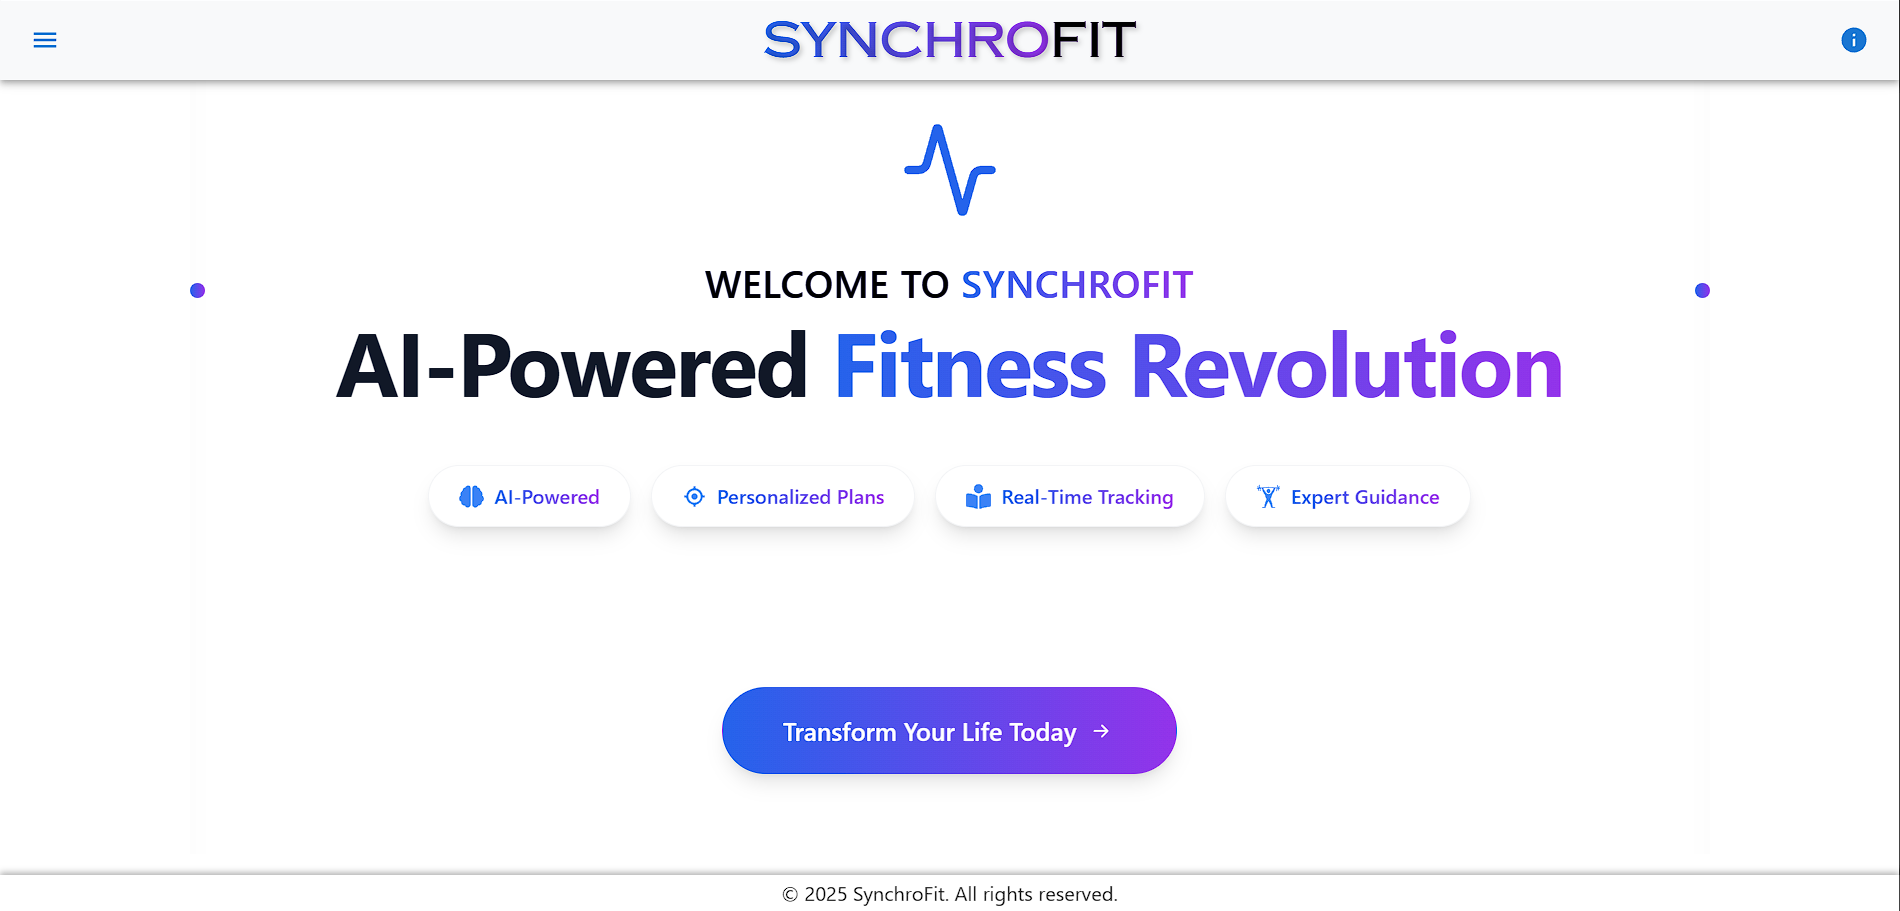 SYNCHROFIT
WELCOME TO SYNCHROFIT
AI-Powered Fitness Revolution
AI-Powered
Personalized Plans
Real-Time Tracking
Expert Guidance
Transform Your Life Today →
© 2025 SynchroFit. All rights reserved.